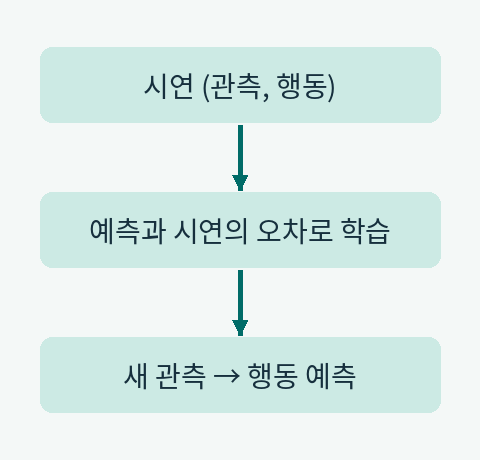 시연 (관측, 행동)
예측과 시연의 오차로 학습
새 관측 → 행동 예측